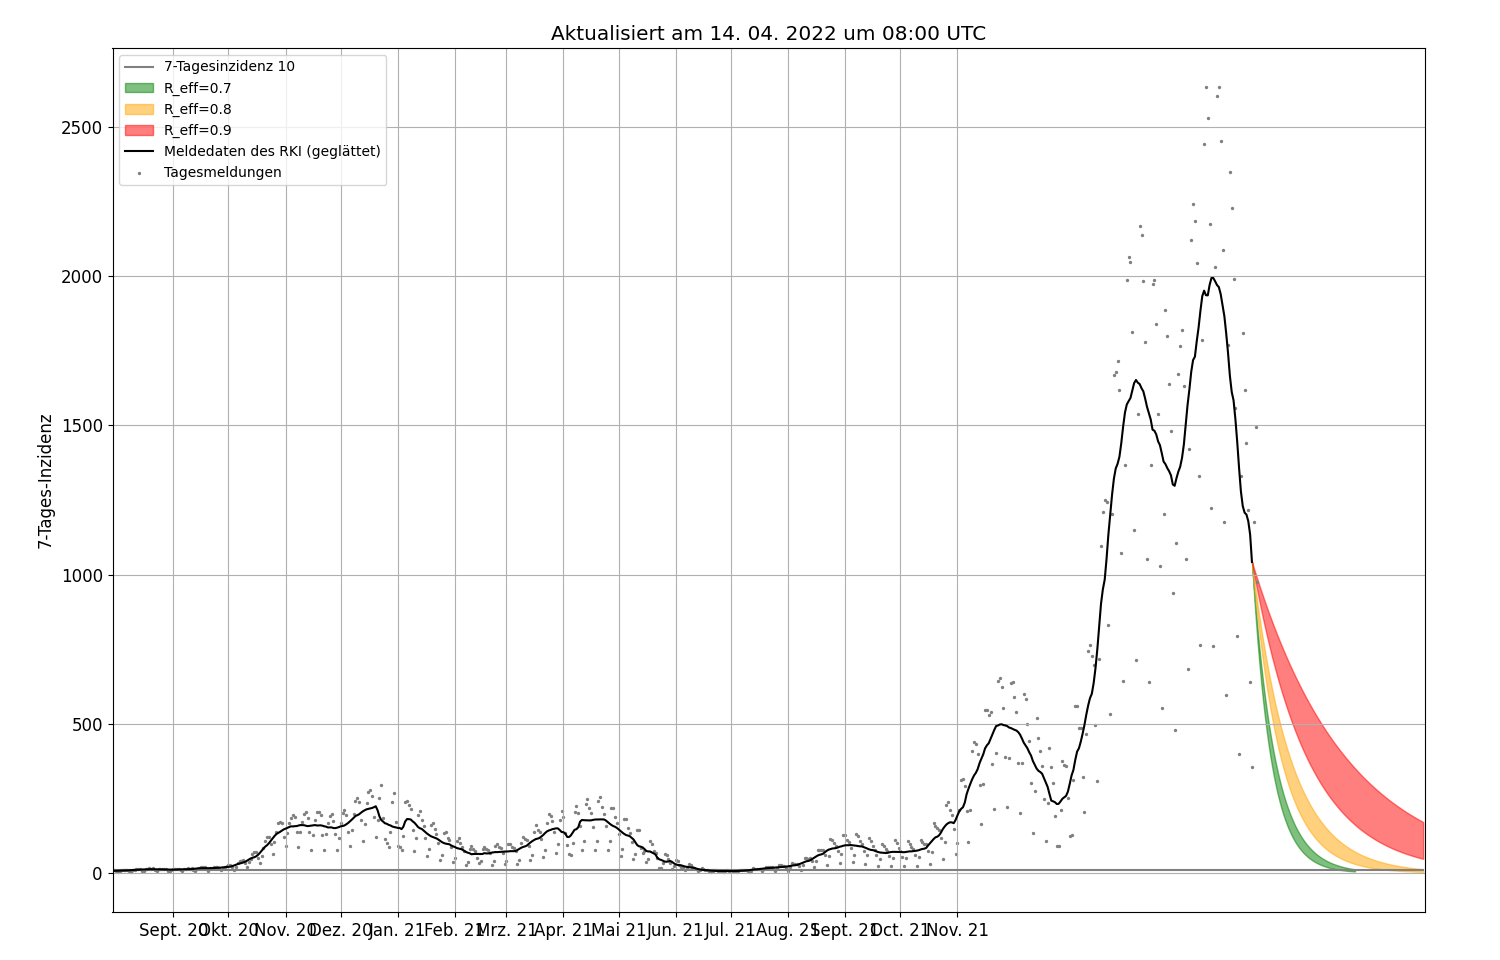 Aktualisiert am 14. 04. 2022 um 08:00 UTC
7-Tagesinzidenz 10
R_eff=0.7
R_eff=0.8
R_eff=0.9
Meldedaten des RKI (geglättet)
Tagesmeldungen
7-Tages-Inzidenz
2500
2000
1500
1000
500
0
Sept. 20 Okt. 20 Nov. 20 Dez. 20 Jan. 21 Feb. 21 Mrz. 21 Apr. 21 Mai 21 Jun. 21 Jul. 21 Aug. 21 Sept. 21 Oct. 21 Nov. 21